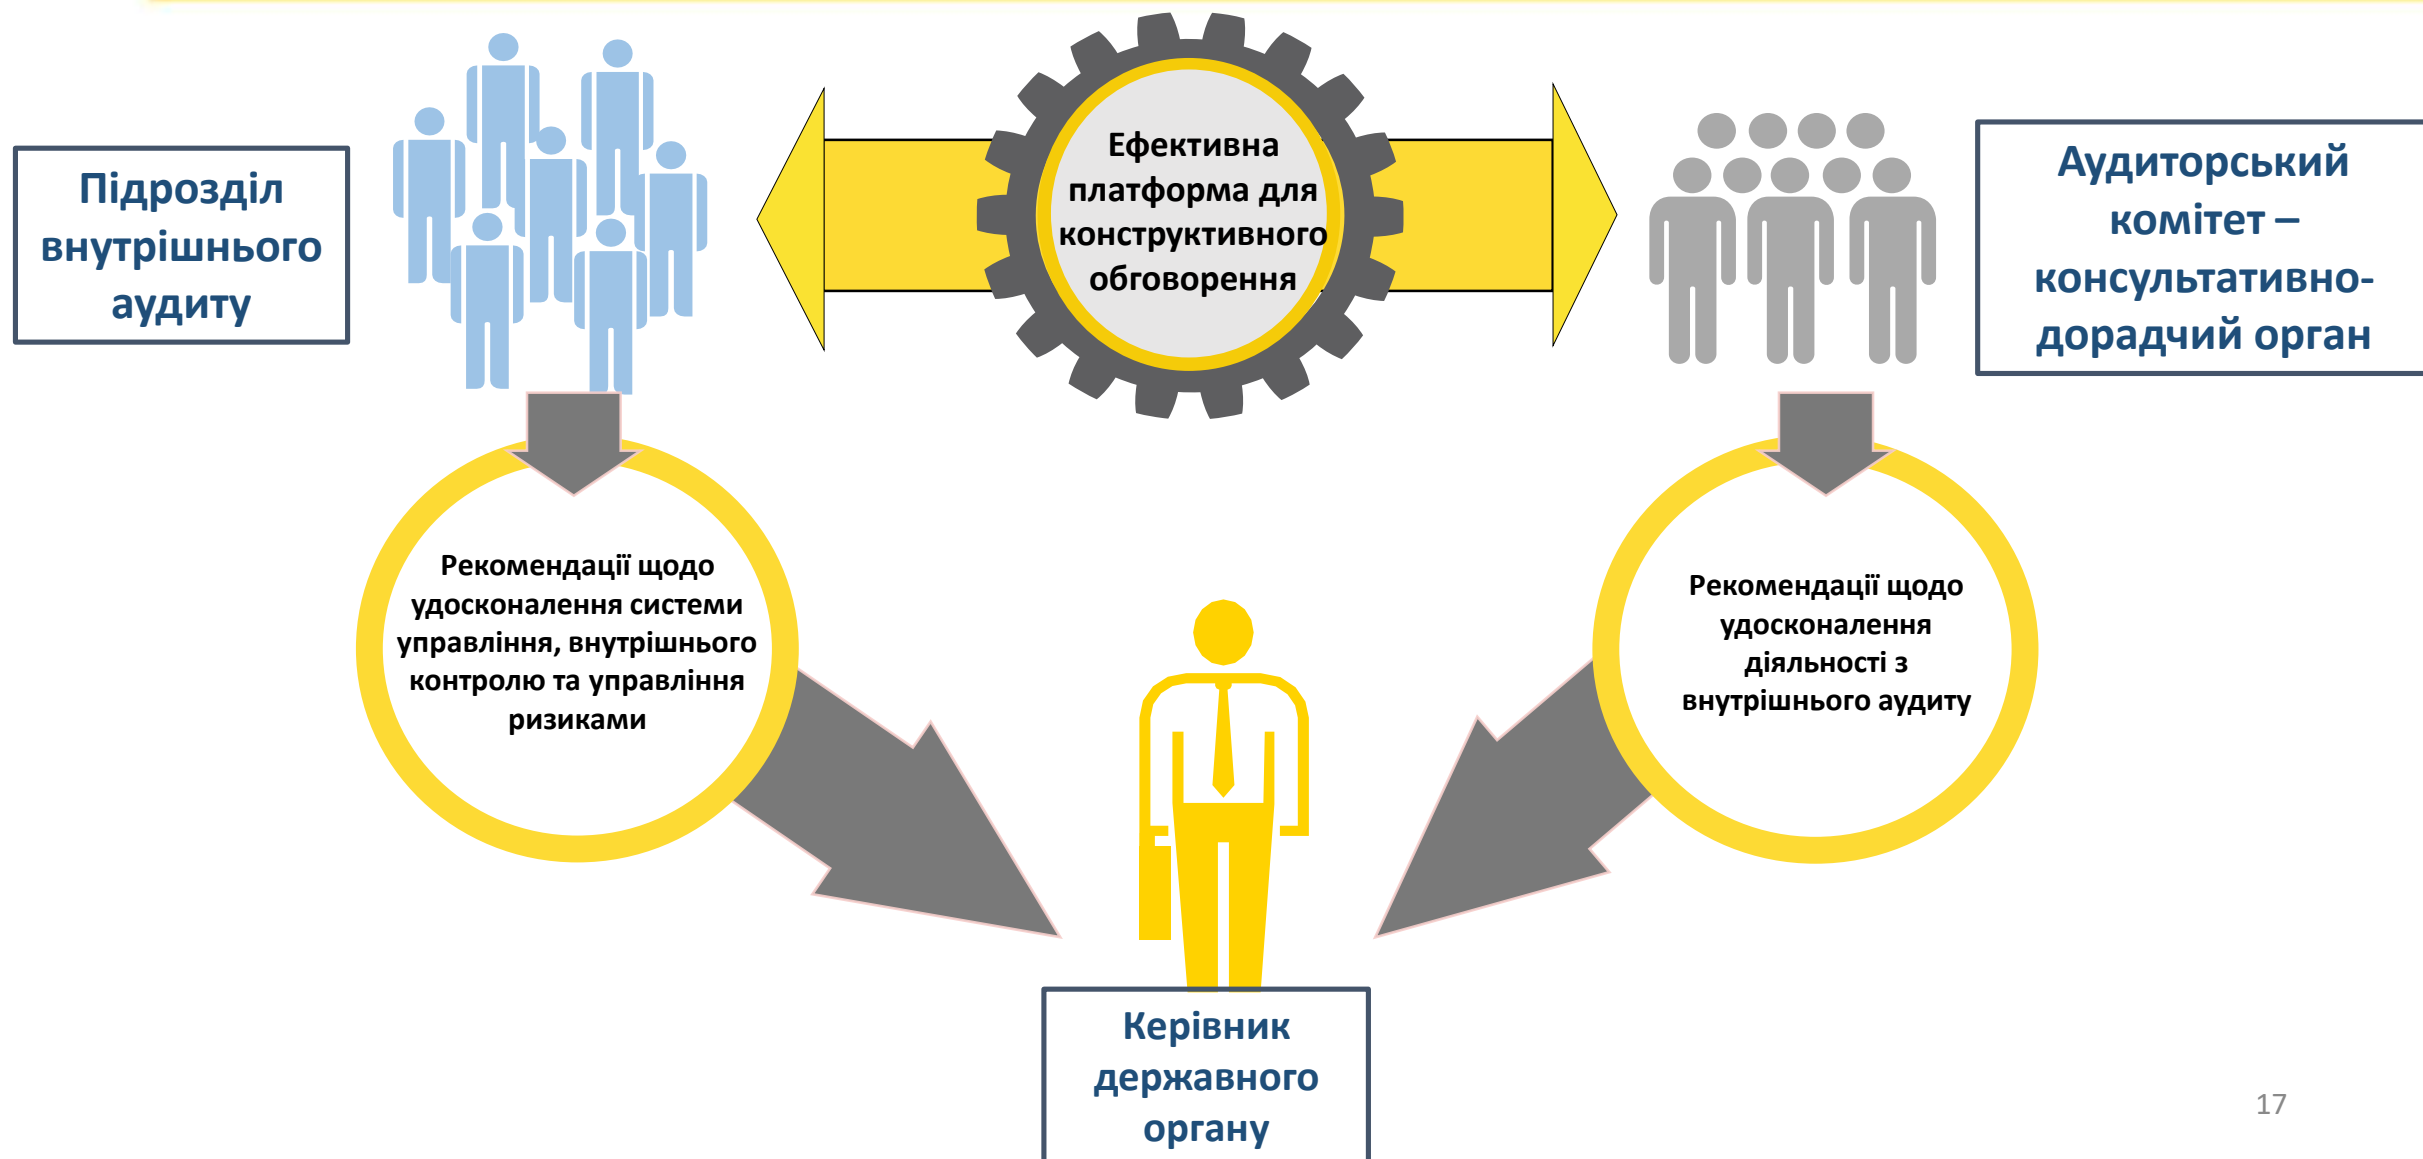 Підрозділ
внутрішнього
аудиту
Ефективна
платформа для
конструктивного
обговорення
Аудиторський
комітет –
консультативно-
дорадчий орган
Рекомендації щодо
удосконалення системи
управління, внутрішнього
контролю та управління
ризиками
Рекомендації щодо
удосконалення
діяльності з
внутрішнього аудиту
Керівник
державного
органу
17